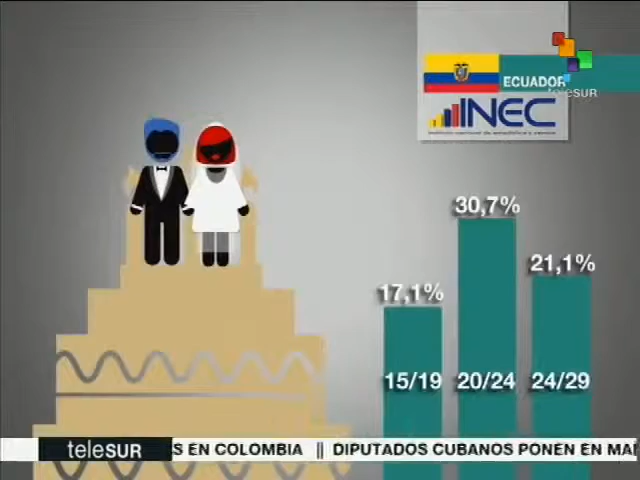 ECUADOR
teleSUR
INEC
30,7%
21,1%
17,1%
15/19 20/24 24/29
teleSUR S EN COLOMBIA || DIPUTADOS CUBANOS PONEN EN MA